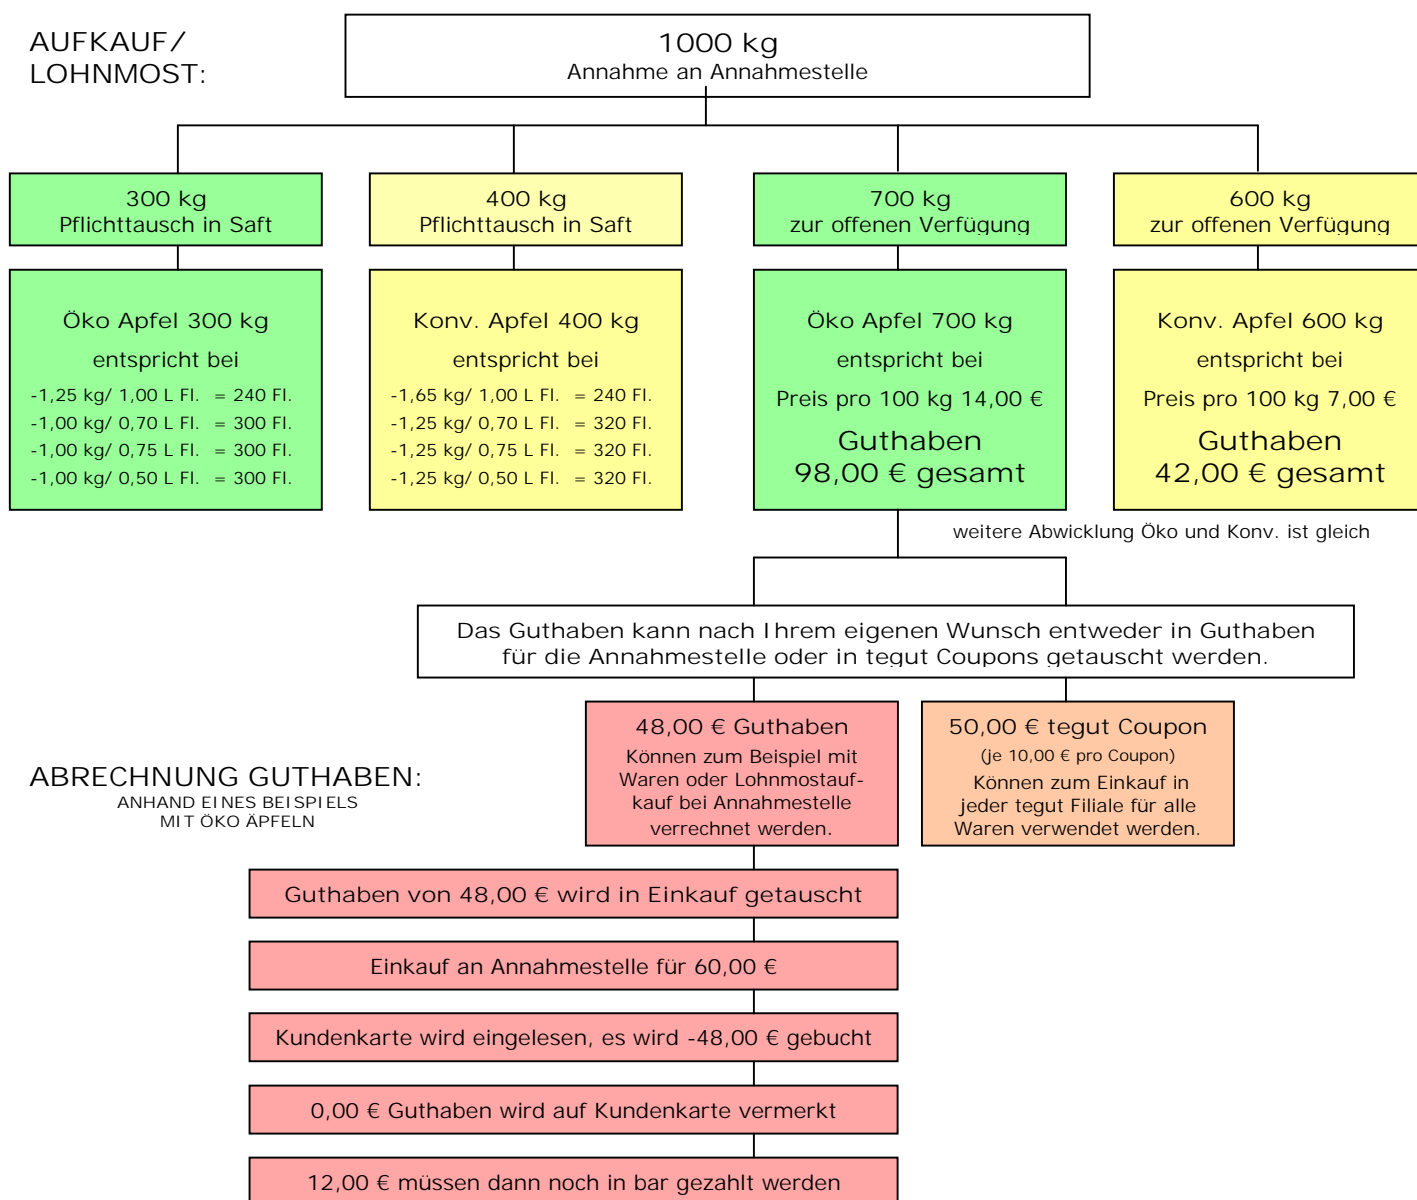 AUFKAUF/
LOHNMOST:
1000 kg
Annahme an Annahmestelle
300 kg
Pflichttausch in Saft
400 kg
Pflichttausch in Saft
700 kg
zur offenen Verfügung
600 kg
zur offenen Verfügung
Öko Apfel 300 kg
entspricht bei
-1,25 kg/ 1,00 L Fl. = 240 Fl.
-1,00 kg/ 0,70 L Fl. = 300 Fl.
-1,00 kg/ 0,75 L Fl. = 300 Fl.
-1,00 kg/ 0,50 L Fl. = 300 Fl.
Konv. Apfel 400 kg
entspricht bei
-1,65 kg/ 1,00 L Fl. = 240 Fl.
-1,25 kg/ 0,70 L Fl. = 320 Fl.
-1,25 kg/ 0,75 L Fl. = 320 Fl.
-1,25 kg/ 0,50 L Fl. = 320 Fl.
Öko Apfel 700 kg
entspricht bei
Preis pro 100 kg 14,00 €
Guthaben
98,00 € gesamt
Konv. Apfel 600 kg
entspricht bei
Preis pro 100 kg 7,00 €
Guthaben
42,00 € gesamt
weitere Abwicklung Öko und Konv. ist gleich
Das Guthaben kann nach Ihrem eigenen Wunsch entweder in Guthaben
für die Annahmestelle oder in tegut Coupons getauscht werden.
48,00 € Guthaben
Können zum Beispiel mit
Waren oder Lohnmostauf-
kauf bei Annahmestelle
verrechnet werden.
50,00 € tegut Coupon
(je 10,00 € pro Coupon)
Können zum Einkauf in
jeder tegut Filiale für alle
Waren verwendet werden.
ABRECHNUNG GUTHABEN:
ANHAND EINES BEISPIELS
MIT ÖKO ÄPFELN
Guthaben von 48,00 € wird in Einkauf getauscht
Einkauf an Annahmestelle für 60,00 €
Kundenkarte wird eingelesen, es wird -48,00 € gebucht
0,00 € Guthaben wird auf Kundenkarte vermerkt
12,00 € müssen dann noch in bar gezahlt werden